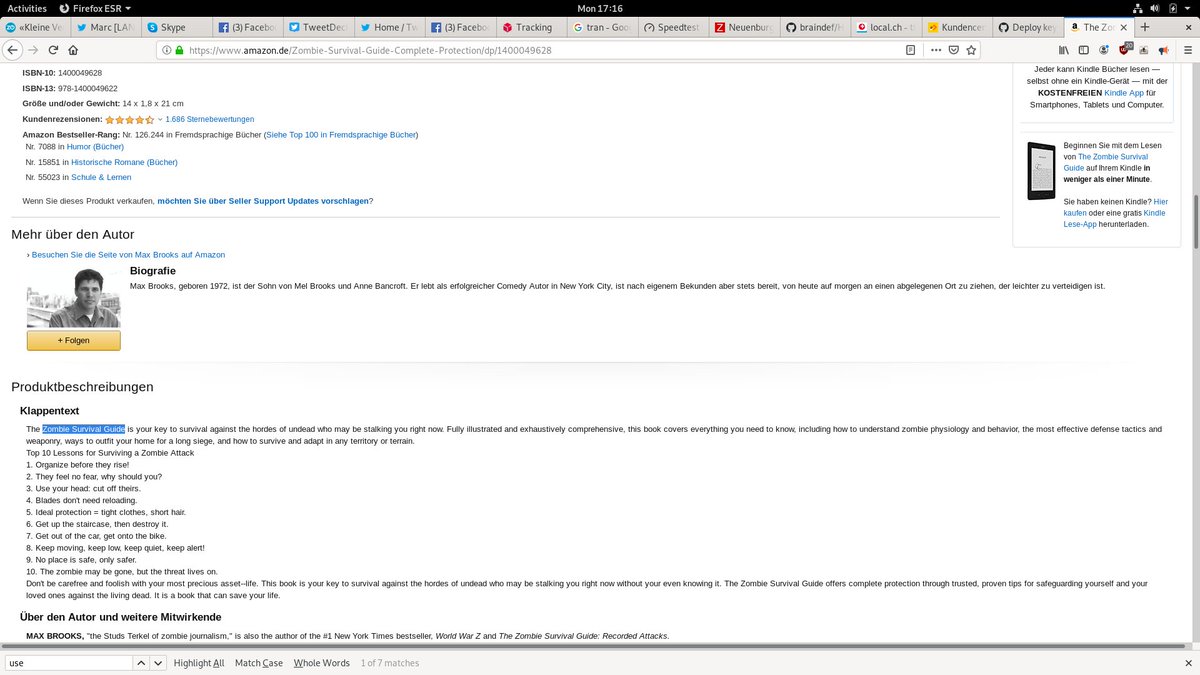 Activities Firefox ESR Mon 17:16
«Kleine Ve Marc [LAN Skype (3) Facebo TweetDec Home / Tw (3) Facebo Tracking tran - Goo Speedtest Neuenburg braindef/H local.ch - t Kundencen Deploy key The Zo
https://www.amazon.de/Zombie-Survival-Guide-Complete-Protection/dp/1400049628
ISBN-10: 1400049628
ISBN-13: 978-1400049622
Größe und/oder Gewicht: 14 x 1,8 x 21 cm
Kundenrezensionen: 1.686 Sternebewertungen
Amazon Bestseller-Rang: Nr. 126.244 in Fremdsprachige Bücher (Siehe Top 100 in Fremdsprachige Bücher)
Nr. 7088 in Humor (Bücher)
Nr. 15851 in Historische Romane (Bücher)
Nr. 55023 in Schule & Lernen
Wenn Sie dieses Produkt verkaufen, möchten Sie über Seller Support Updates vorschlagen?
Jeder kann Kindle Bücher lesen —
selbst ohne ein Kindle-Gerät — mit der
KOSTENFREIEN Kindle App für
Smartphones, Tablets und Computer.
Beginnen Sie mit dem Lesen
von The Zombie Survival
Guide auf Ihrem Kindle in
weniger als einer Minute.
Sie haben keinen Kindle? Hier
kaufen oder eine gratis Kindle
Lese-App herunterladen.
Mehr über den Autor
› Besuchen Sie die Seite von Max Brooks auf Amazon
Biografie
Max Brooks, geboren 1972, ist der Sohn von Mel Brooks und Anne Bancroft. Er lebt als erfolgreicher Comedy Autor in New York City, ist nach eigenem Bekunden aber stets bereit, von heute auf morgen an einen abgelegenen Ort zu ziehen, der leichter zu verteidigen ist.
+ Folgen
Produktbeschreibungen
Klappentext
The Zombie Survival Guide is your key to survival against the hordes of undead who may be stalking you right now. Fully illustrated and exhaustively comprehensive, this book covers everything you need to know, including how to understand zombie physiology and behavior, the most effective defense tactics and
weaponry, ways to outfit your home for a long siege, and how to survive and adapt in any territory or terrain.
Top 10 Lessons for Surviving a Zombie Attack
1. Organize before they rise!
2. They feel no fear, why should you?
3. Use your head: cut off theirs.
4. Blades don't need reloading.
5. Ideal protection = tight clothes, short hair.
6. Get up the staircase, then destroy it.
7. Get out of the car, get onto the bike.
8. Keep moving, keep low, keep quiet, keep alert!
9. No place is safe, only safer.
10. The zombie may be gone, but the threat lives on.
Don't be carefree and foolish with your most precious asset--life. This book is your key to survival against the hordes of undead who may be stalking you right now without your even knowing it. The Zombie Survival Guide offers complete protection through trusted, proven tips for safeguarding yourself and your
loved ones against the living dead. It is a book that can save your life.
Über den Autor und weitere Mitwirkende
MAX BROOKS, "the Studs Terkel of zombie journalism," is also the author of the #1 New York Times bestseller, World War Z and The Zombie Survival Guide: Recorded Attacks.
use Highlight All Match Case Whole Words 1 of 7 matches